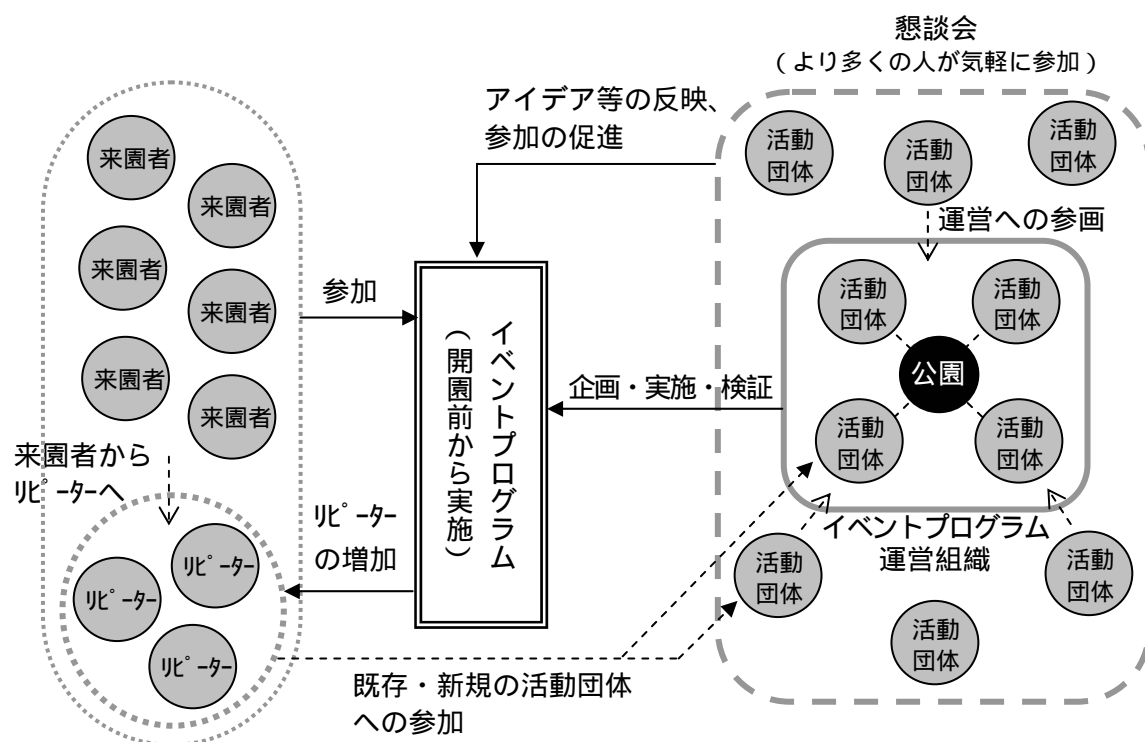 懇談会
（より多くの人が気軽に参加）
アイデア等の反映、
参加の促進
活動
団体
活動
団体
活動
団体
運営への参画
来園者
来園者
来園者
来園者
来園者
来園者
参加
イベントプログラム
（開園前から実施）
企画・実施・検証
活動
団体
活動
団体
公園
活動
団体
活動
団体
イベントプログラム
運営組織
来園者から
ﾘﾋﾟｰﾀｰへ
ﾘﾋﾟｰﾀｰ
の増加
ﾘﾋﾟｰﾀｰ
ﾘﾋﾟｰﾀｰ
ﾘﾋﾟｰﾀｰ
活動
団体
活動
団体
活動
団体
既存・新規の活動団体
への参加